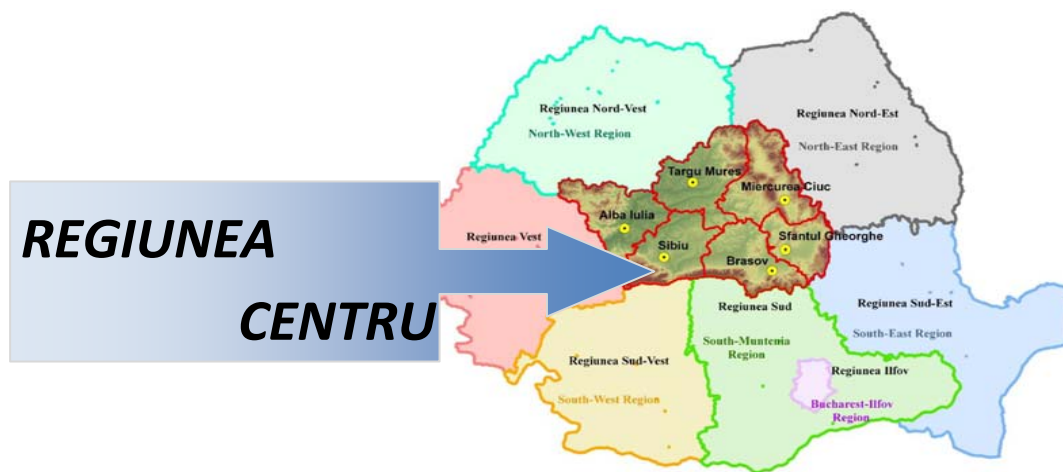 REGIUNEA
CENTRU
Regiunea Nord-Vest
North-West Region
Regiunea Nord-Est
North-East Region
Targu Mures
Miercurea Ciuc
Alba Iulia
Sfantul Gheorghe
Sibiu
Brasov
Regiunea Vest
Regiunea Sud-Est
South-East Region
Regiunea Sud
South-Muntenia
Region
Regiunea Sud-Vest
South-West Region
Regiunea Ilfov
Bucharest-Ilfov
Region